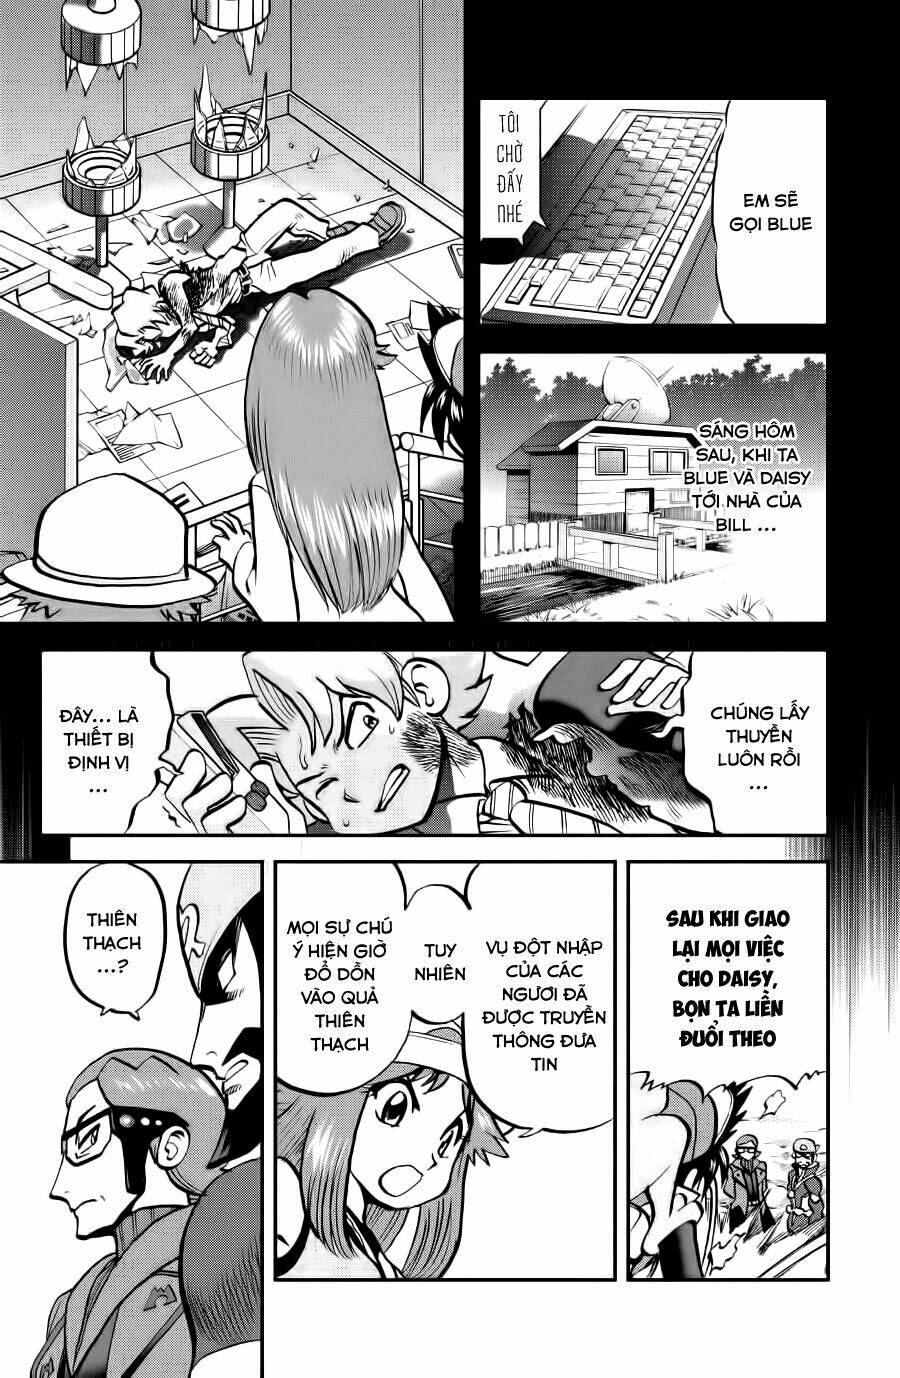 EM SẼ
GỌI BLUE
TÔI
CHỜ
ĐẤY
NHÉ
SÁNG HÔM
SAU, KHI TA
BLUE VÀ DAISY
TỚI NHÀ CỦA
BILL ...
CHÚNG LẤY
THUYỀN
LUÔN RỒI
...
ĐÂY... LÀ
THIẾT BỊ
ĐỊNH VỊ
...
SAU KHI GIAO
LẠI MỌI VIỆC
CHO DAISY,
BỌN TA LIỀN
ĐUỔI THEO
VỤ ĐỘT NHẬP
CỦA CÁC
NGƯƠI ĐÃ
ĐƯỢC TRUYỀN
THÔNG ĐƯA
TIN
TUY
NHIÊN
MỌI SỰ CHÚ
Ý HIỆN GIỜ
ĐỔ DỒN
VÀO QUẢ
THIÊN
THẠCH
THIÊN
THẠCH
...?